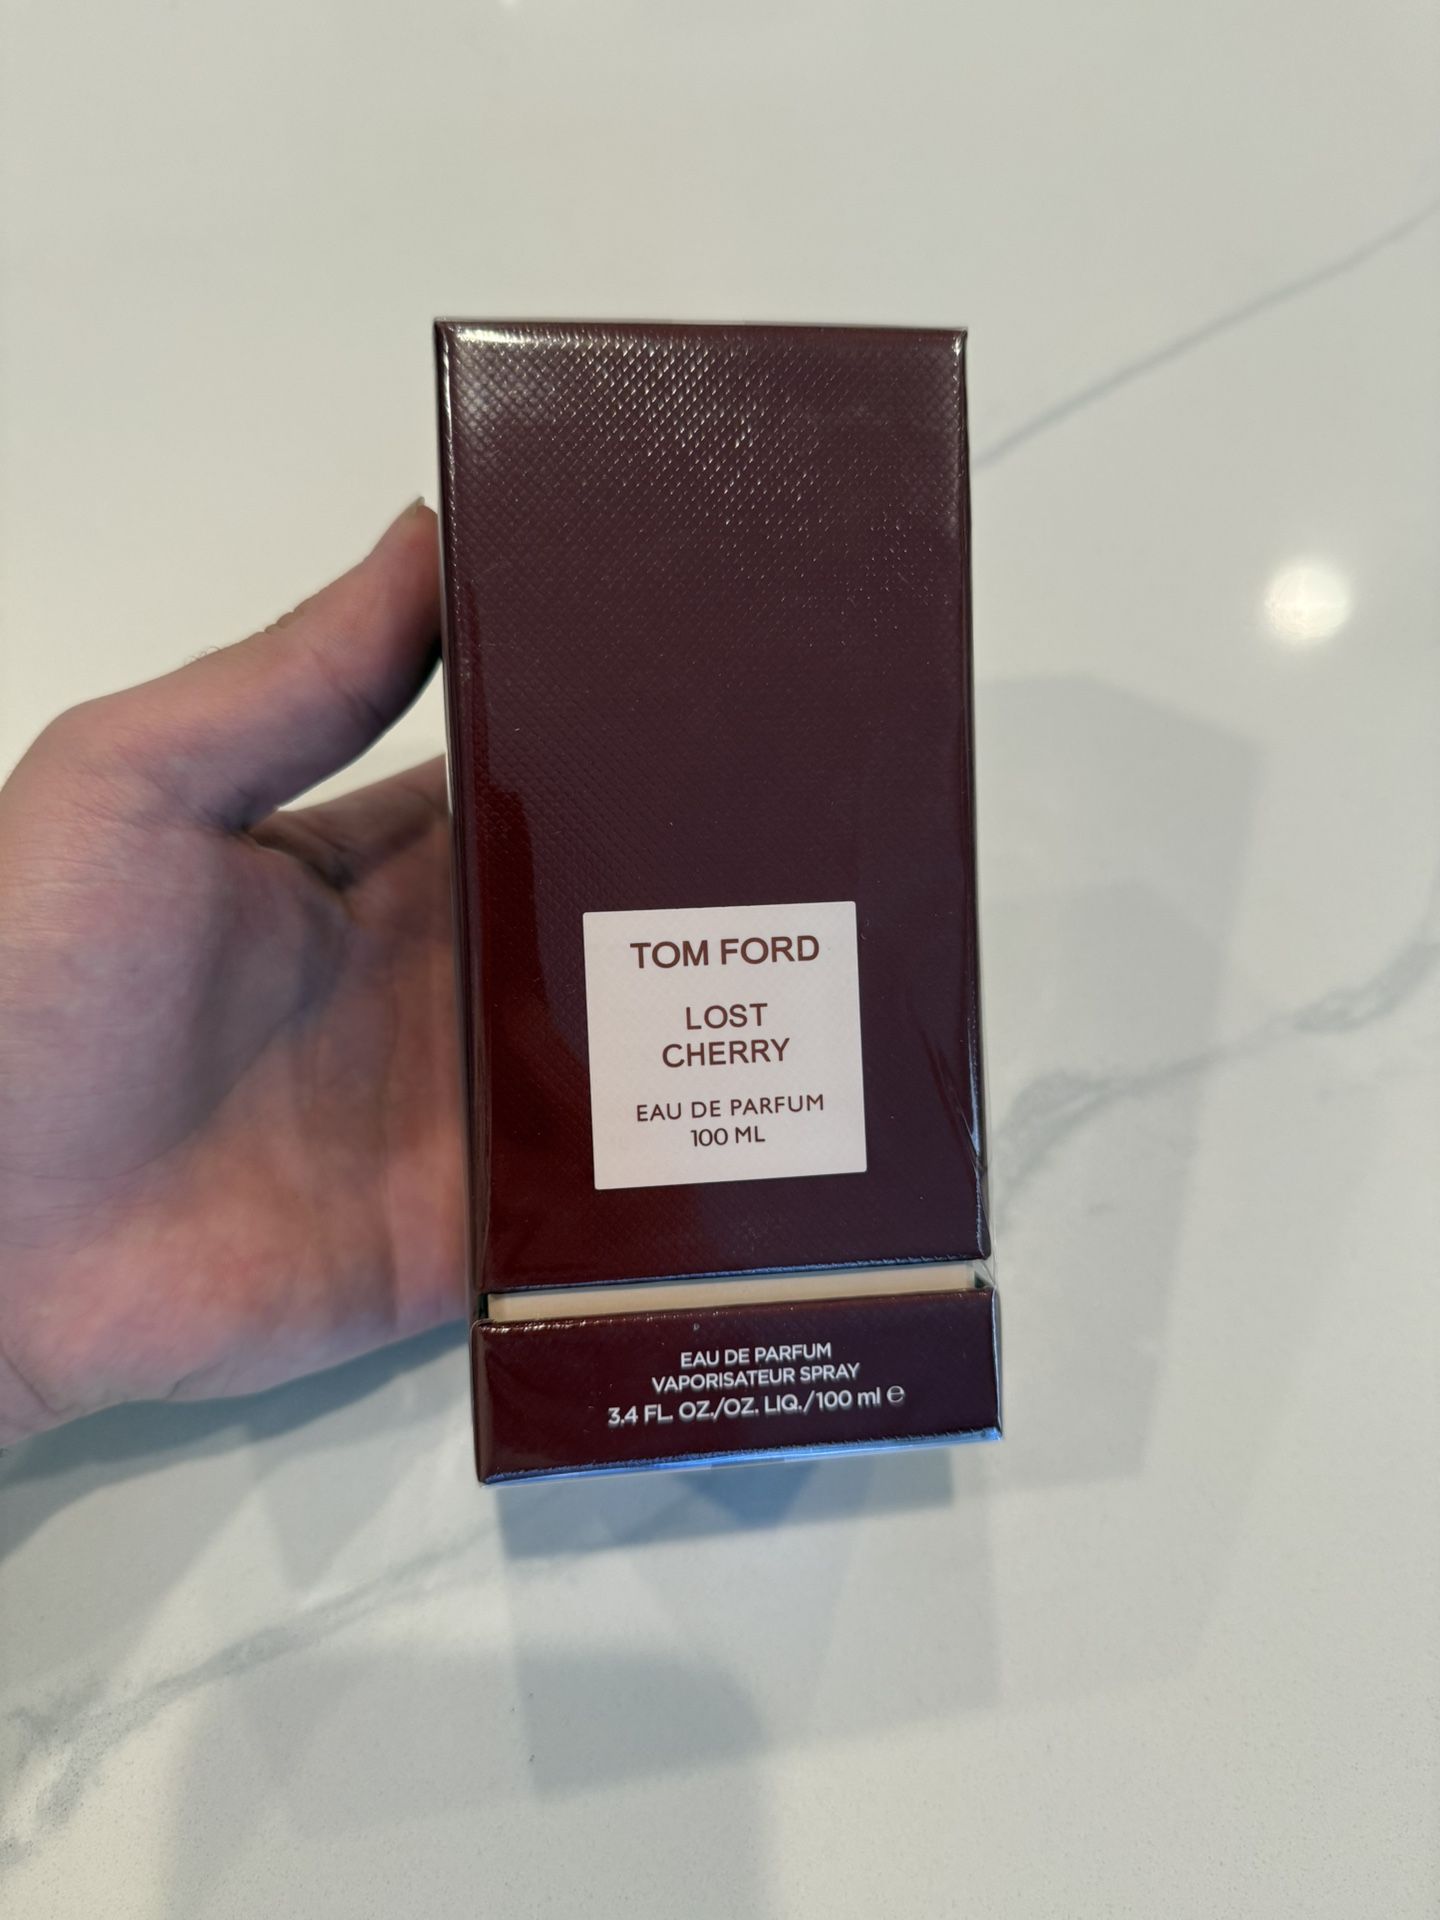 TOM FORD
LOST
CHERRY
EAU DE PARFUM
100 ML
EAU DE PARFUM
VAPORISATEUR SPRAY
3.4 FL. OZ./OZ. LIQ./100 ml ℮